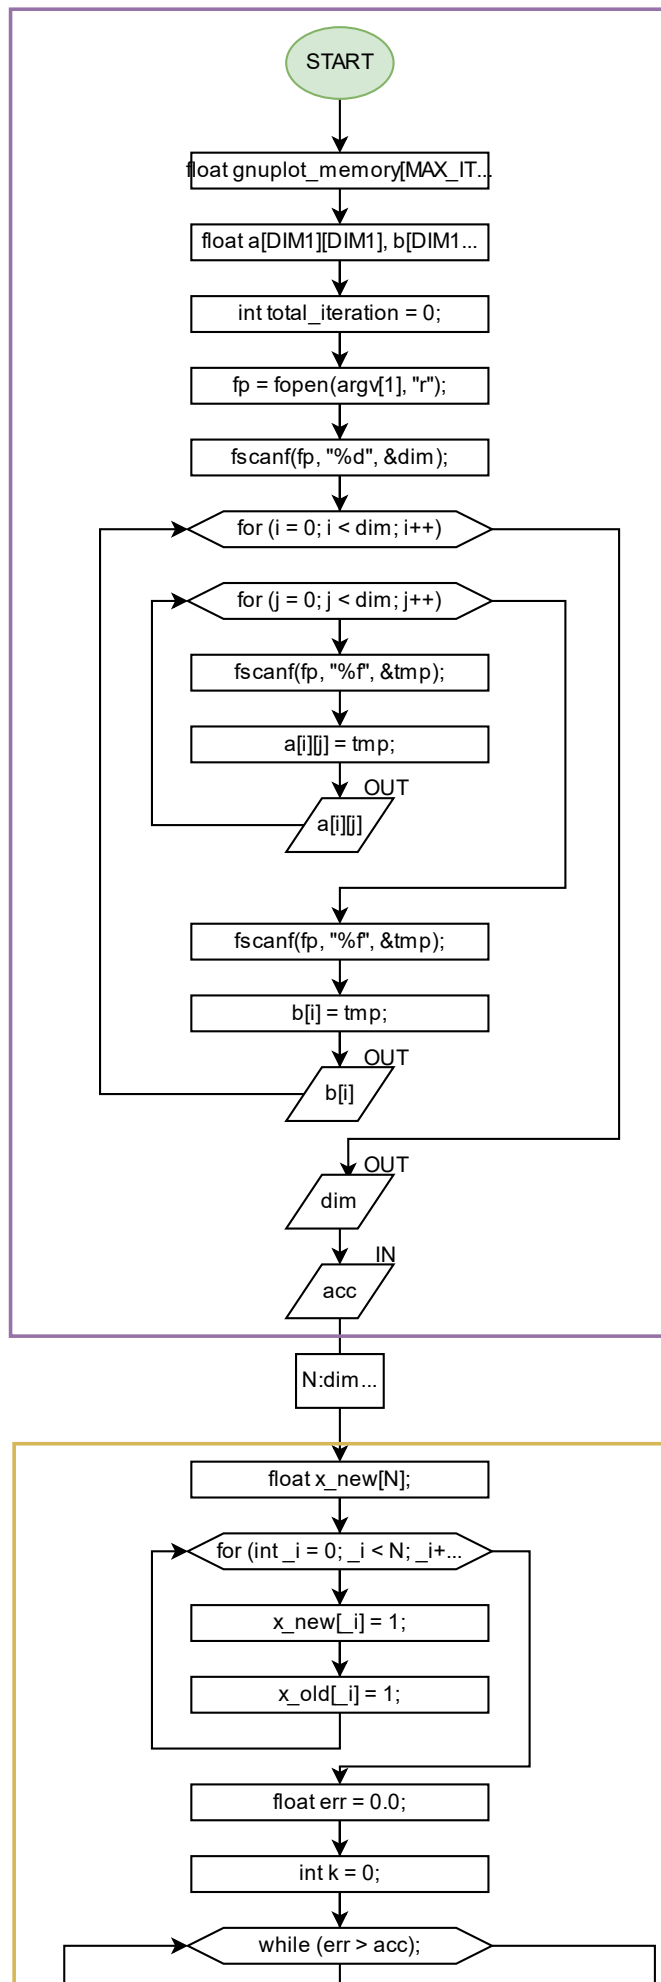 START
float gnuplot_memory[MAX_IT...
float a[DIM1][DIM1], b[DIM1...
int total_iteration = 0;
fp = fopen(argv[1], "r");
fscanf(fp, "%d", &dim);
for (i = 0; i < dim; i++)
for (j = 0; j < dim; j++)
fscanf(fp, "%f", &tmp);
a[i][j] = tmp;
OUT
a[i][j]
fscanf(fp, "%f", &tmp);
b[i] = tmp;
OUT
b[i]
OUT
dim
IN
acc
N:dim...
float x_new[N];
for (int _i = 0; _i < N; _i+...
x_new[_i] = 1;
x_old[_i] = 1;
float err = 0.0;
int k = 0;
while (err > acc);